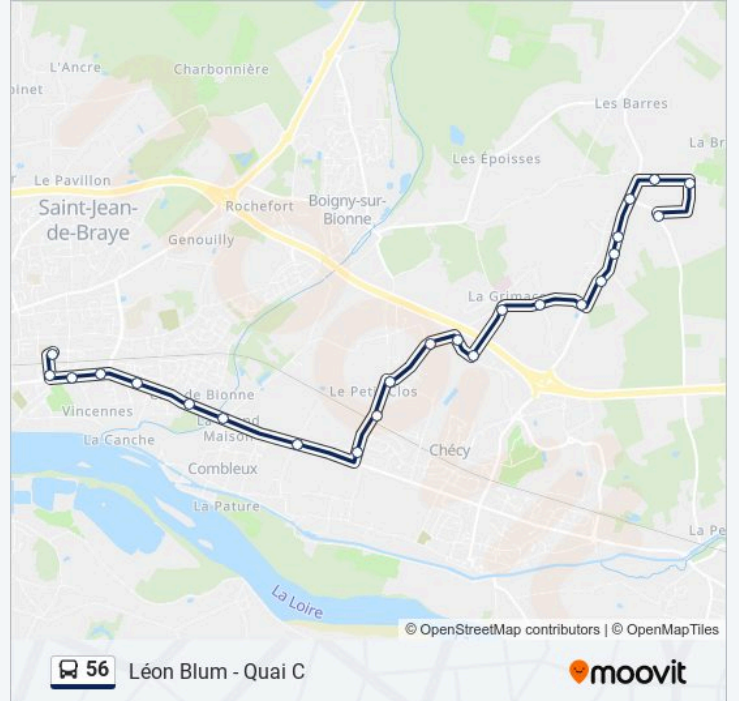 L'Ancre
Charbonnière
Les Barres
Les Époisses
Le Pavillon
Saint-Jean-
de-Braye
Rochefort
Boigny-sur-
Bionne
Genouilly
La Grimac
Le Petit Clos
de Bionne
Vincennes
Maison
La Canche
Chécy
Combleux
La Pature
La Loire
© OpenStreetMap contributors | © OpenMapTiles
56 Léon Blum - Quai C
moovit